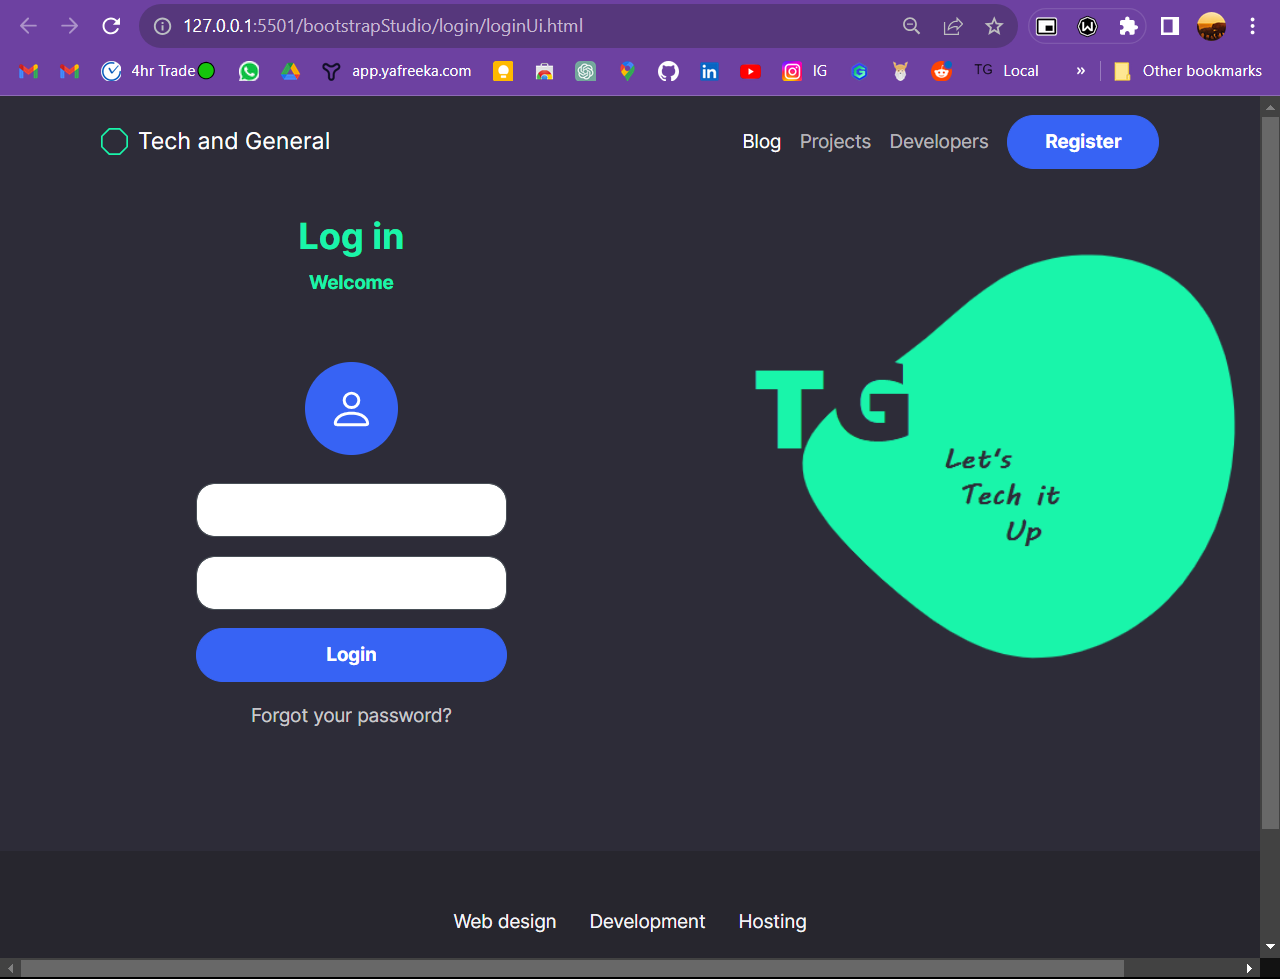 127.0.0.1:5501/bootstrapStudio/login/loginUi.html
4hr Trade
app.yafreeka.com
IG
TG Local
» Other bookmarks
Tech and General
Blog Projects Developers Register
Log in
Welcome
TG
Let's
Tech it
Up
Login
Forgot your password?
Web design Development Hosting